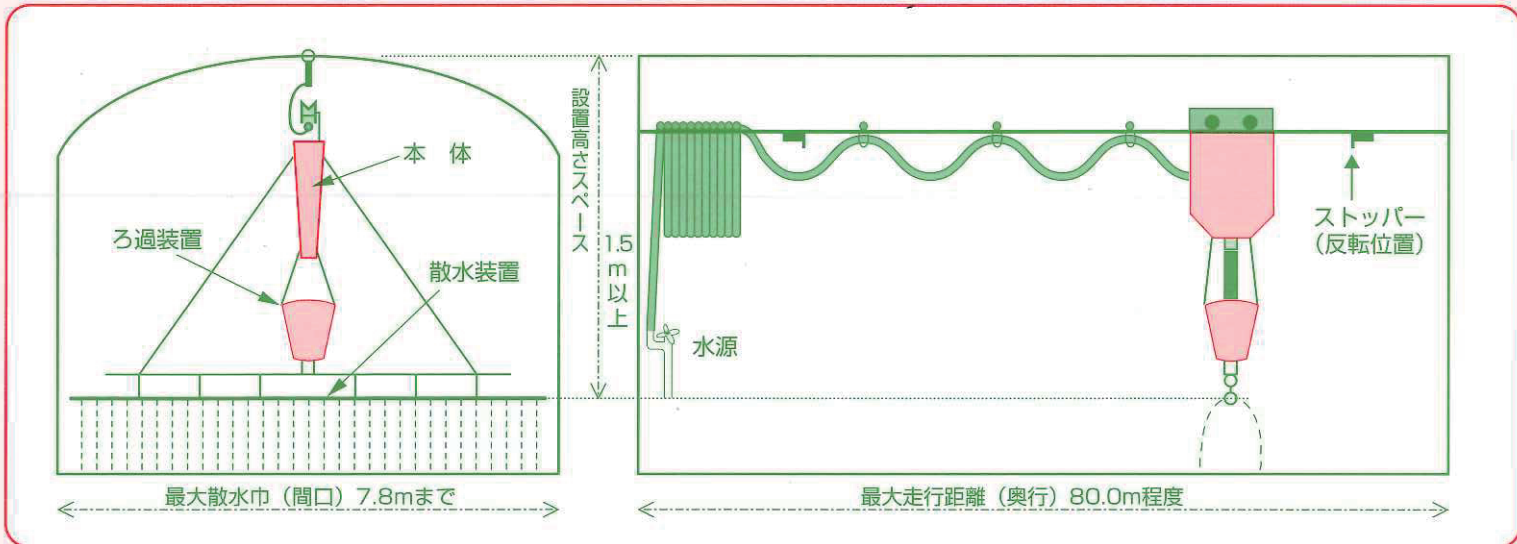 本　体
ろ過装置
散水装置
設置高さスペース
1.5m以上
水源
ストッパー
（反転位置）
最大散水巾（間口）7.8mまで
最大走行距離（奥行）80.0m程度